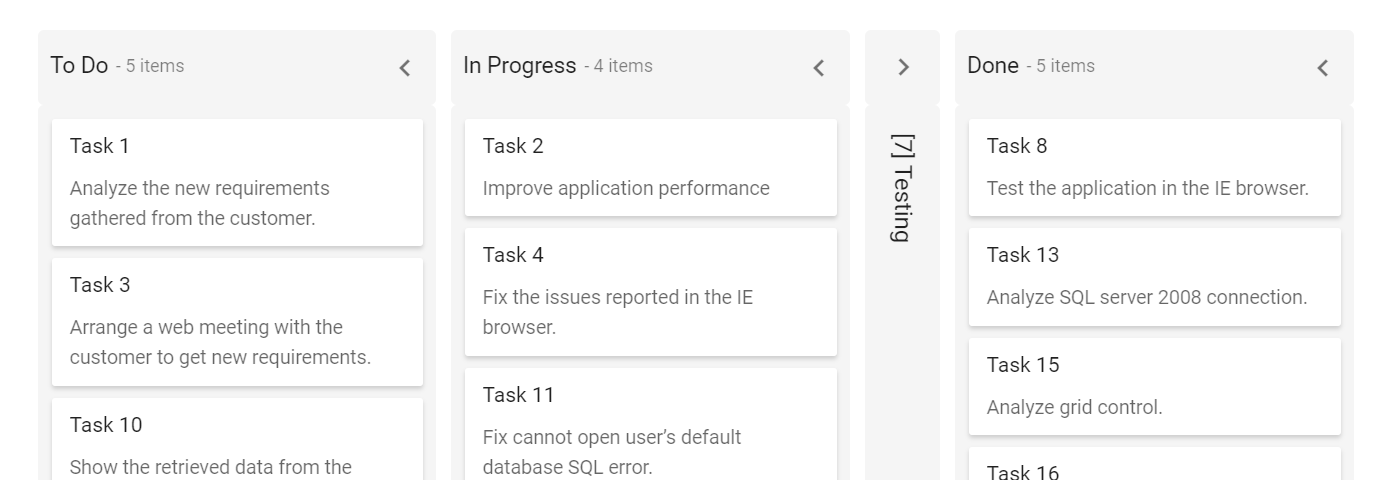 To Do - 5 items
Task 1
Analyze the new requirements
gathered from the customer.
Task 3
Arrange a web meeting with the
customer to get new requirements.
Task 10
Show the retrieved data from the
In Progress - 4 items
Task 2
Improve application performance
Task 4
Fix the issues reported in the IE
browser.
Task 11
Fix cannot open user’s default
database SQL error.
[7] Testing
Done - 5 items
Task 8
Test the application in the IE browser.
Task 13
Analyze SQL server 2008 connection.
Task 15
Analyze grid control.
Task 16